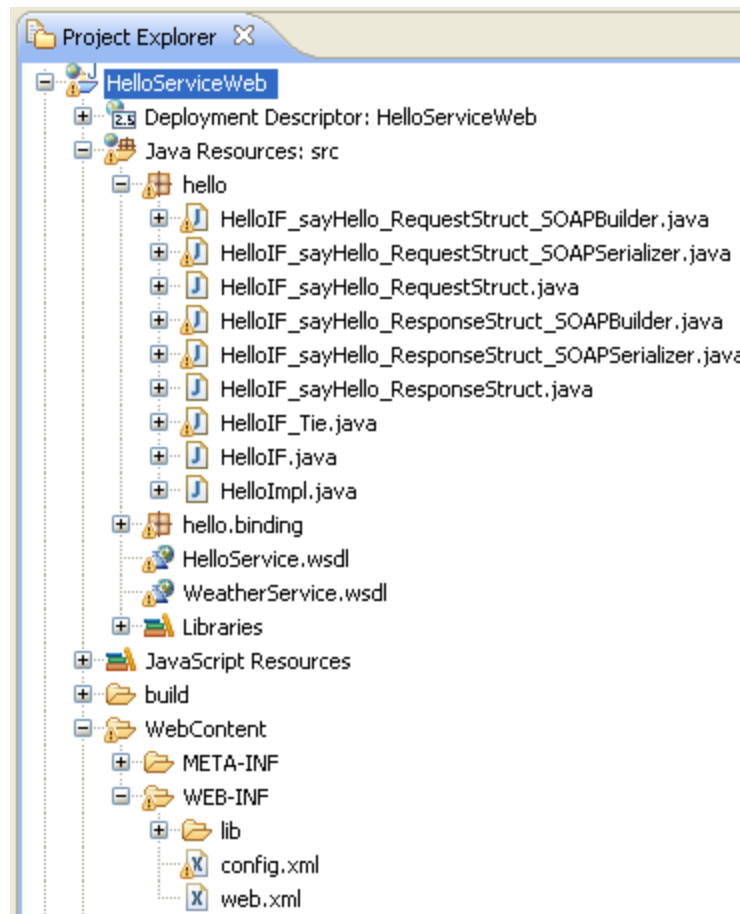 Project Explorer
HelloServiceWeb
2.5 Deployment Descriptor: HelloServiceWeb
Java Resources: src
hello
J HelloIF_sayHello_RequestStruct_SOAPBuilder.java
J HelloIF_sayHello_RequestStruct_SOAPSerializer.java
J HelloIF_sayHello_RequestStruct.java
J HelloIF_sayHello_ResponseStruct_SOAPBuilder.java
J HelloIF_sayHello_ResponseStruct_SOAPSerializer.java
J HelloIF_sayHello_ResponseStruct.java
J HelloIF_Tie.java
J HelloIF.java
J HelloImpl.java
hello.binding
HelloService.wsdl
WeatherService.wsdl
Libraries
JavaScript Resources
build
WebContent
META-INF
WEB-INF
lib
X config.xml
X web.xml